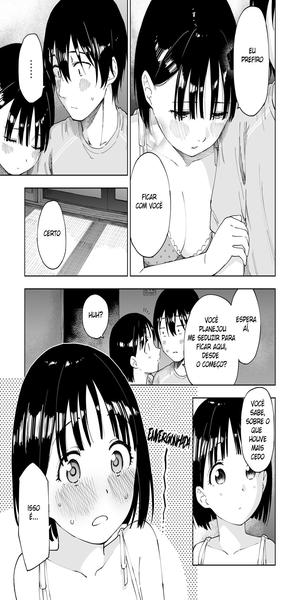 EU
PREFIRO
......
FICAR
COM VOCÊ
CERTO
ESPERA
AÍ,
VOCÊ
PLANEJOU
ME SEDUZIR PARA
FICAR AQUI,
DESDE
O COMEÇO?
HUH?
VOCÊ
SABE,
SOBRE O
QUE
HOUVE
MAIS
CEDO
ENVERGONHADA
ISSO
É...